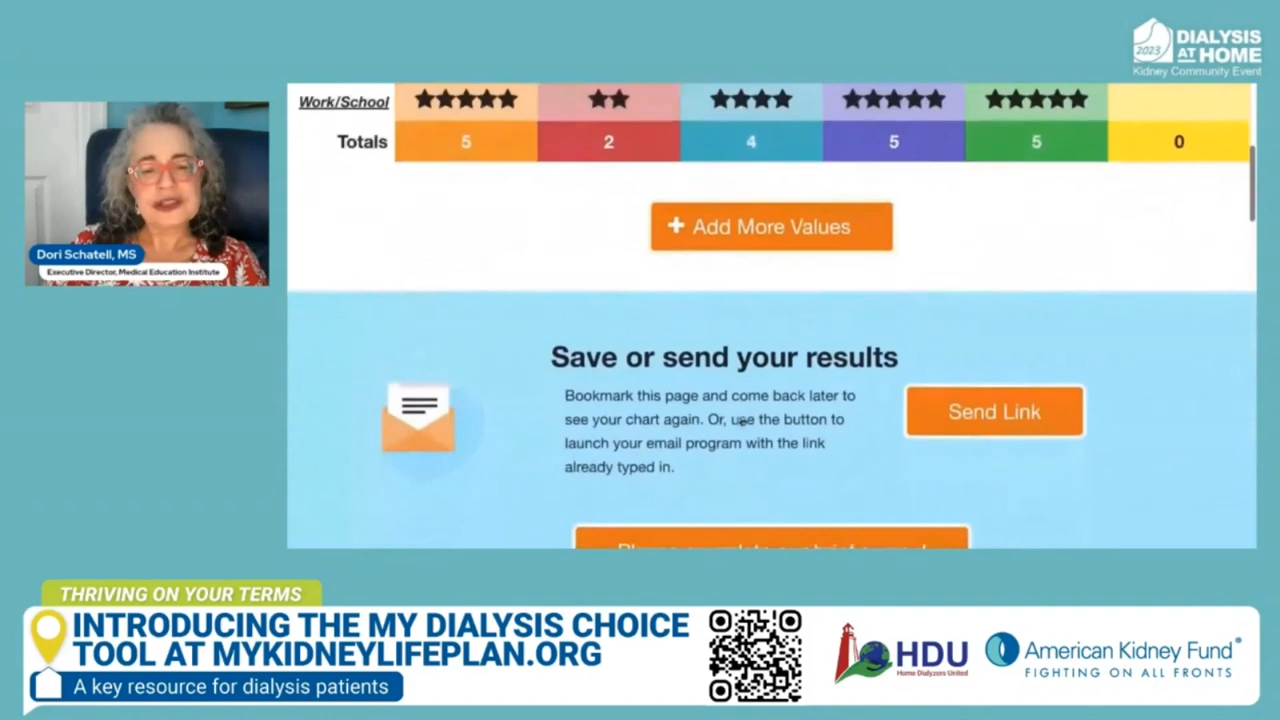 2023
DIALYSIS
AT HOME
Kidney Community Event
Work/School ★★★★★ ★★ ★★★★ ★★★★★ ★★★★★
Totals 5 2 4 5 5 0
+ Add More Values
Dori Schatell, MS
Executive Director, Medical Education Institute
Save or send your results
Bookmark this page and come back later to
see your chart again. Or, use the button to
launch your email program with the link
already typed in.
Send Link
THRIVING ON YOUR TERMS
INTRODUCING THE MY DIALYSIS CHOICE
TOOL AT MYKIDNEYLIFEPLAN.ORG
A key resource for dialysis patients
HDU
Home Dialyzors United
American Kidney Fund®
FIGHTING ON ALL FRONTS